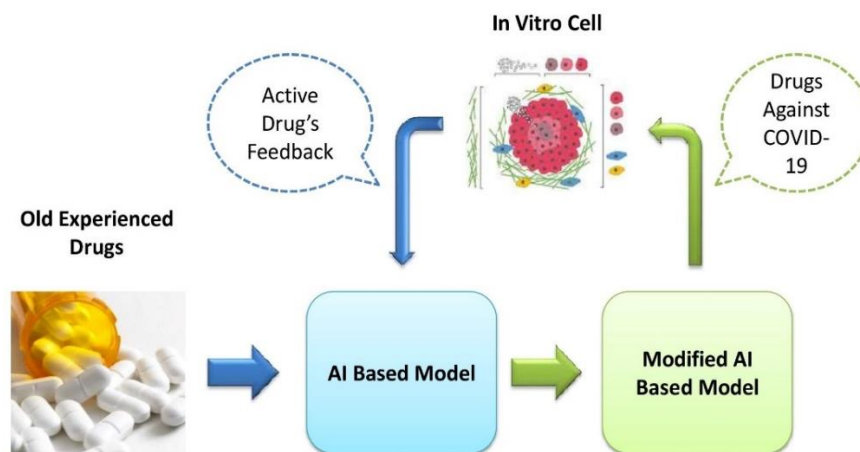 In Vitro Cell
Active
Drug's
Feedback
Drugs
Against
COVID-
19
Old Experienced
Drugs
AI Based Model
Modified AI
Based Model